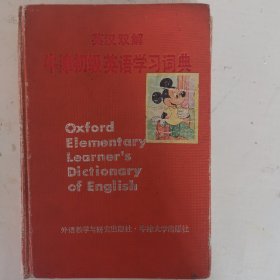 英汉双解
牛津初级英语学习词典
Oxford
Elementary
Learner's
Dictionary
of English
外语教学与研究出版社·牛津大学出版社